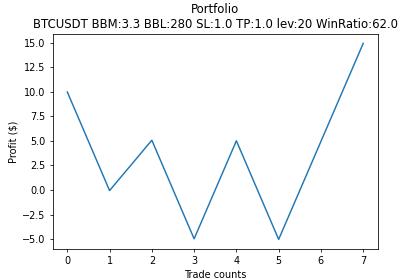 Portfolio
BTCUSDT BBM:3.3 BBL:280 SL:1.0 TP:1.0 lev:20 WinRatio:62.0
15.0
12.5
10.0
7.5
5.0
2.5
0.0
−2.5
−5.0
Profit ($)
0 1 2 3 4 5 6 7
Trade counts